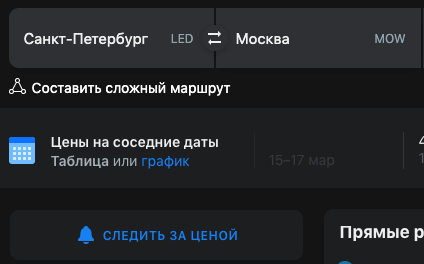 Санкт-Петербург LED Москва MOW
Составить сложный маршрут
Цены на соседние даты
Таблица или график
15–17 мар
СЛЕДИТЬ ЗА ЦЕНОЙ
Прямые